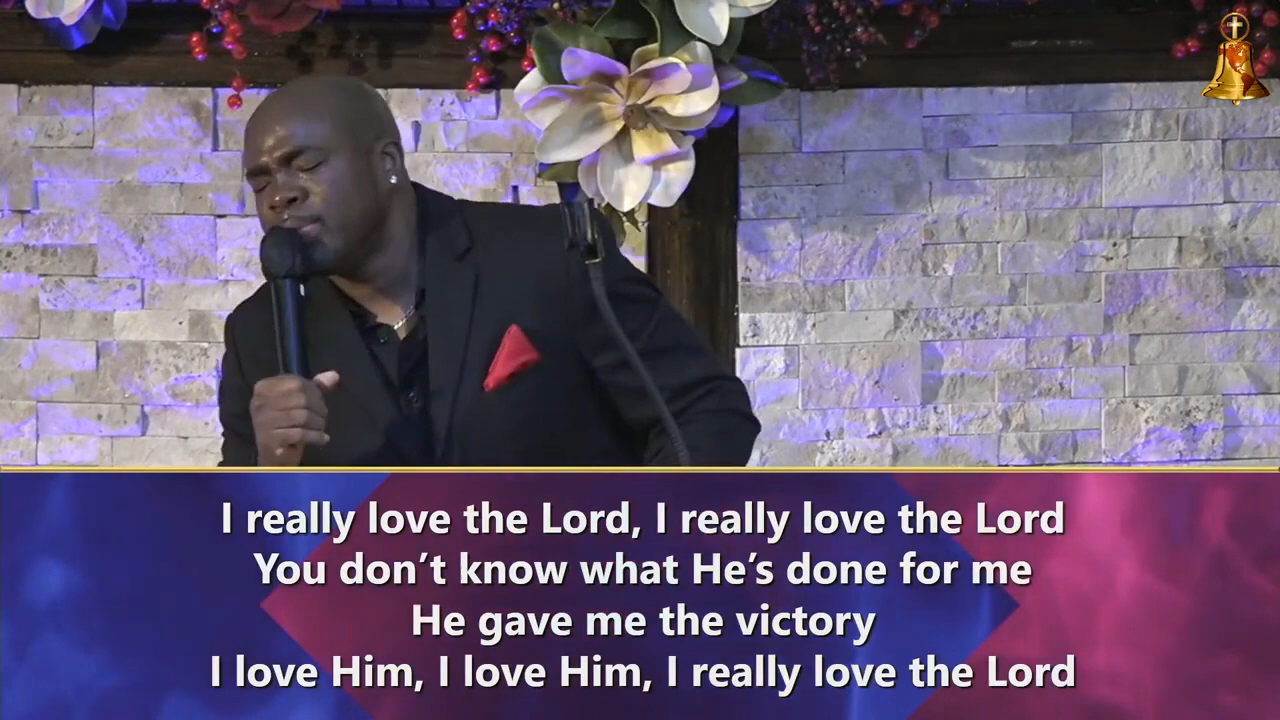 I really love the Lord, I really love the Lord
You don’t know what He’s done for me
He gave me the victory
I love Him, I love Him, I really love the Lord